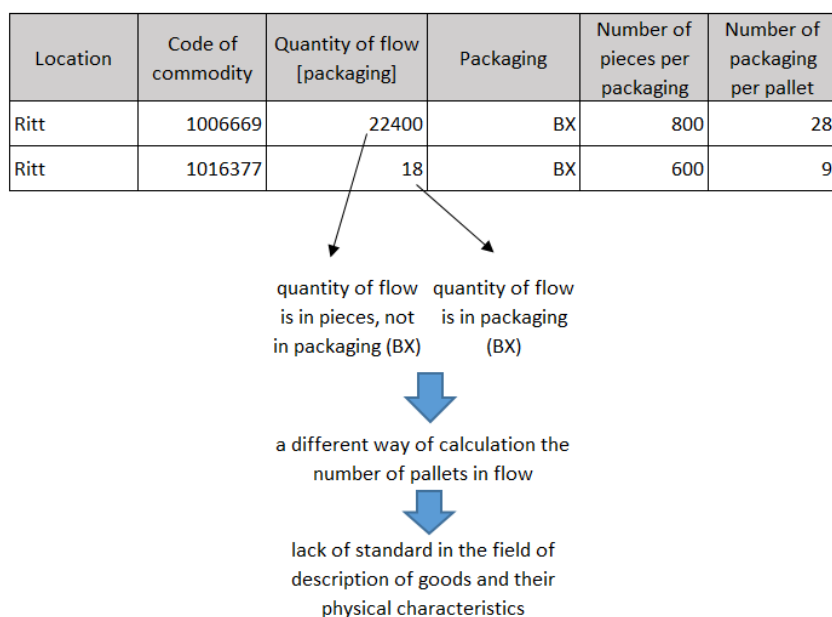 Location
Code of
commodity
Quantity of flow
[packaging]
Packaging
Number of
pieces per
packaging
Number of
packaging
per pallet
Ritt 1006669 22400 BX 800 28
Ritt 1016377 18 BX 600 9
quantity of flow
is in pieces, not
in packaging (BX)
quantity of flow
is in packaging
(BX)
a different way of calculation the
number of pallets in flow
lack of standard in the field of
description of goods and their
physical characteristics